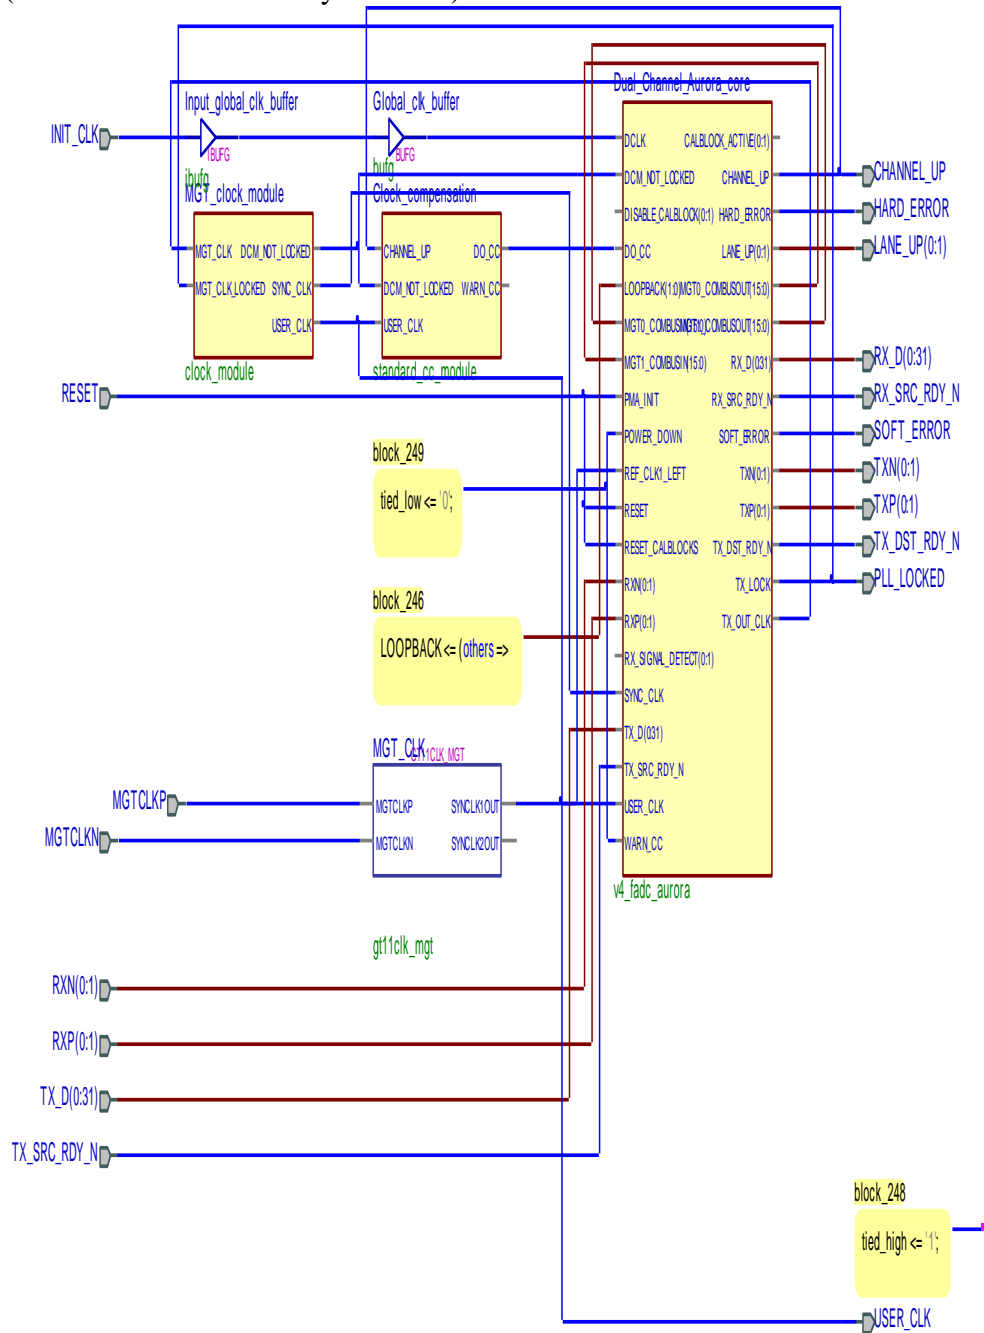 Dual_Channel_Aurora_core
Input_global_clk_buffer
Global_clk_buffer
INIT_CLK
IBUFG
BUFG
ibufg
bufg
MGT_clock_module
Clock_compensation
MGT_CLK
DCM_NOT_LOCKED
MGT_CLK_LOCKED
SYNC_CLK
USER_CLK
clock_module
CHANNEL_UP
DO_CC
DCM_NOT_LOCKED
WARN_CC
USER_CLK
standard_cc_module
RESET
block_249
tied_low <= '0';
block_246
LOOPBACK <= (others =>
MGT_CLK
GT11CLK_MGT
MGTCLKP
MGTCLKN
MGTCLKP
SYNCLK1OUT
MGTCLKN
SYNCLK2OUT
gt11clk_mgt
RXN(0:1)
RXP(0:1)
TX_D(0:31)
TX_SRC_RDY_N
DCLK
CALBLOCK_ACTIVE(0:1)
DCM_NOT_LOCKED
CHANNEL_UP
DISABLE_CALBLOCK(0:1)
HARD_ERROR
DO_CC
LANE_UP(0:1)
LOOPBACK(1:0)
MGT0_COMBUSOUT(15:0)
MGT0_COMBUSIN(15:0)
MGT1_COMBUSOUT(15:0)
MGT1_COMBUSIN(15:0)
RX_D(0:31)
PMA_INIT
RX_SRC_RDY_N
POWER_DOWN
SOFT_ERROR
REF_CLK1_LEFT
TXN(0:1)
RESET
TXP(0:1)
RESET_CALBLOCKS
TX_DST_RDY_N
RXN(0:1)
TX_LOCK
RXP(0:1)
TX_OUT_CLK
RX_SIGNAL_DETECT(0:1)
SYNC_CLK
TX_D(0:31)
TX_SRC_RDY_N
USER_CLK
WARN_CC
v4_fadc_aurora
CHANNEL_UP
HARD_ERROR
LANE_UP(0:1)
RX_D(0:31)
RX_SRC_RDY_N
SOFT_ERROR
TXN(0:1)
TXP(0:1)
TX_DST_RDY_N
PLL_LOCKED
block_248
tied_high <= '1';
USER_CLK